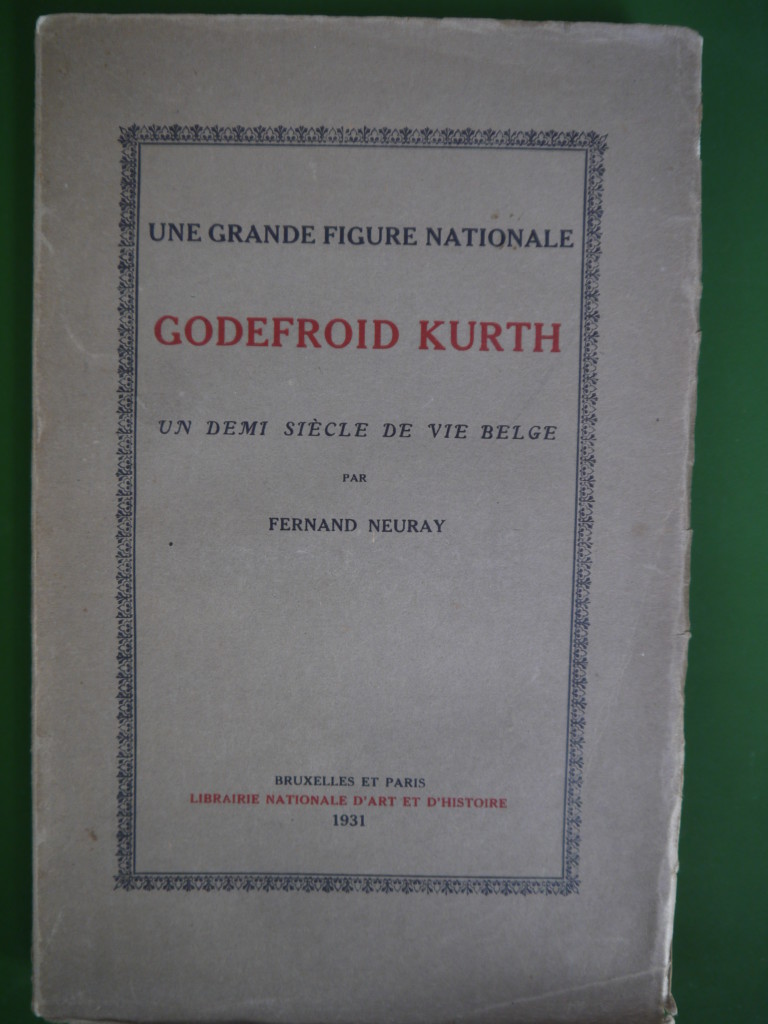 UNE GRANDE FIGURE NATIONALE
GODEFROID KURTH
UN DEMI SIÈCLE DE VIE BELGE
PAR
FERNAND NEURAY
BRUXELLES ET PARIS
LIBRAIRIE NATIONALE D'ART ET D'HISTOIRE
1931